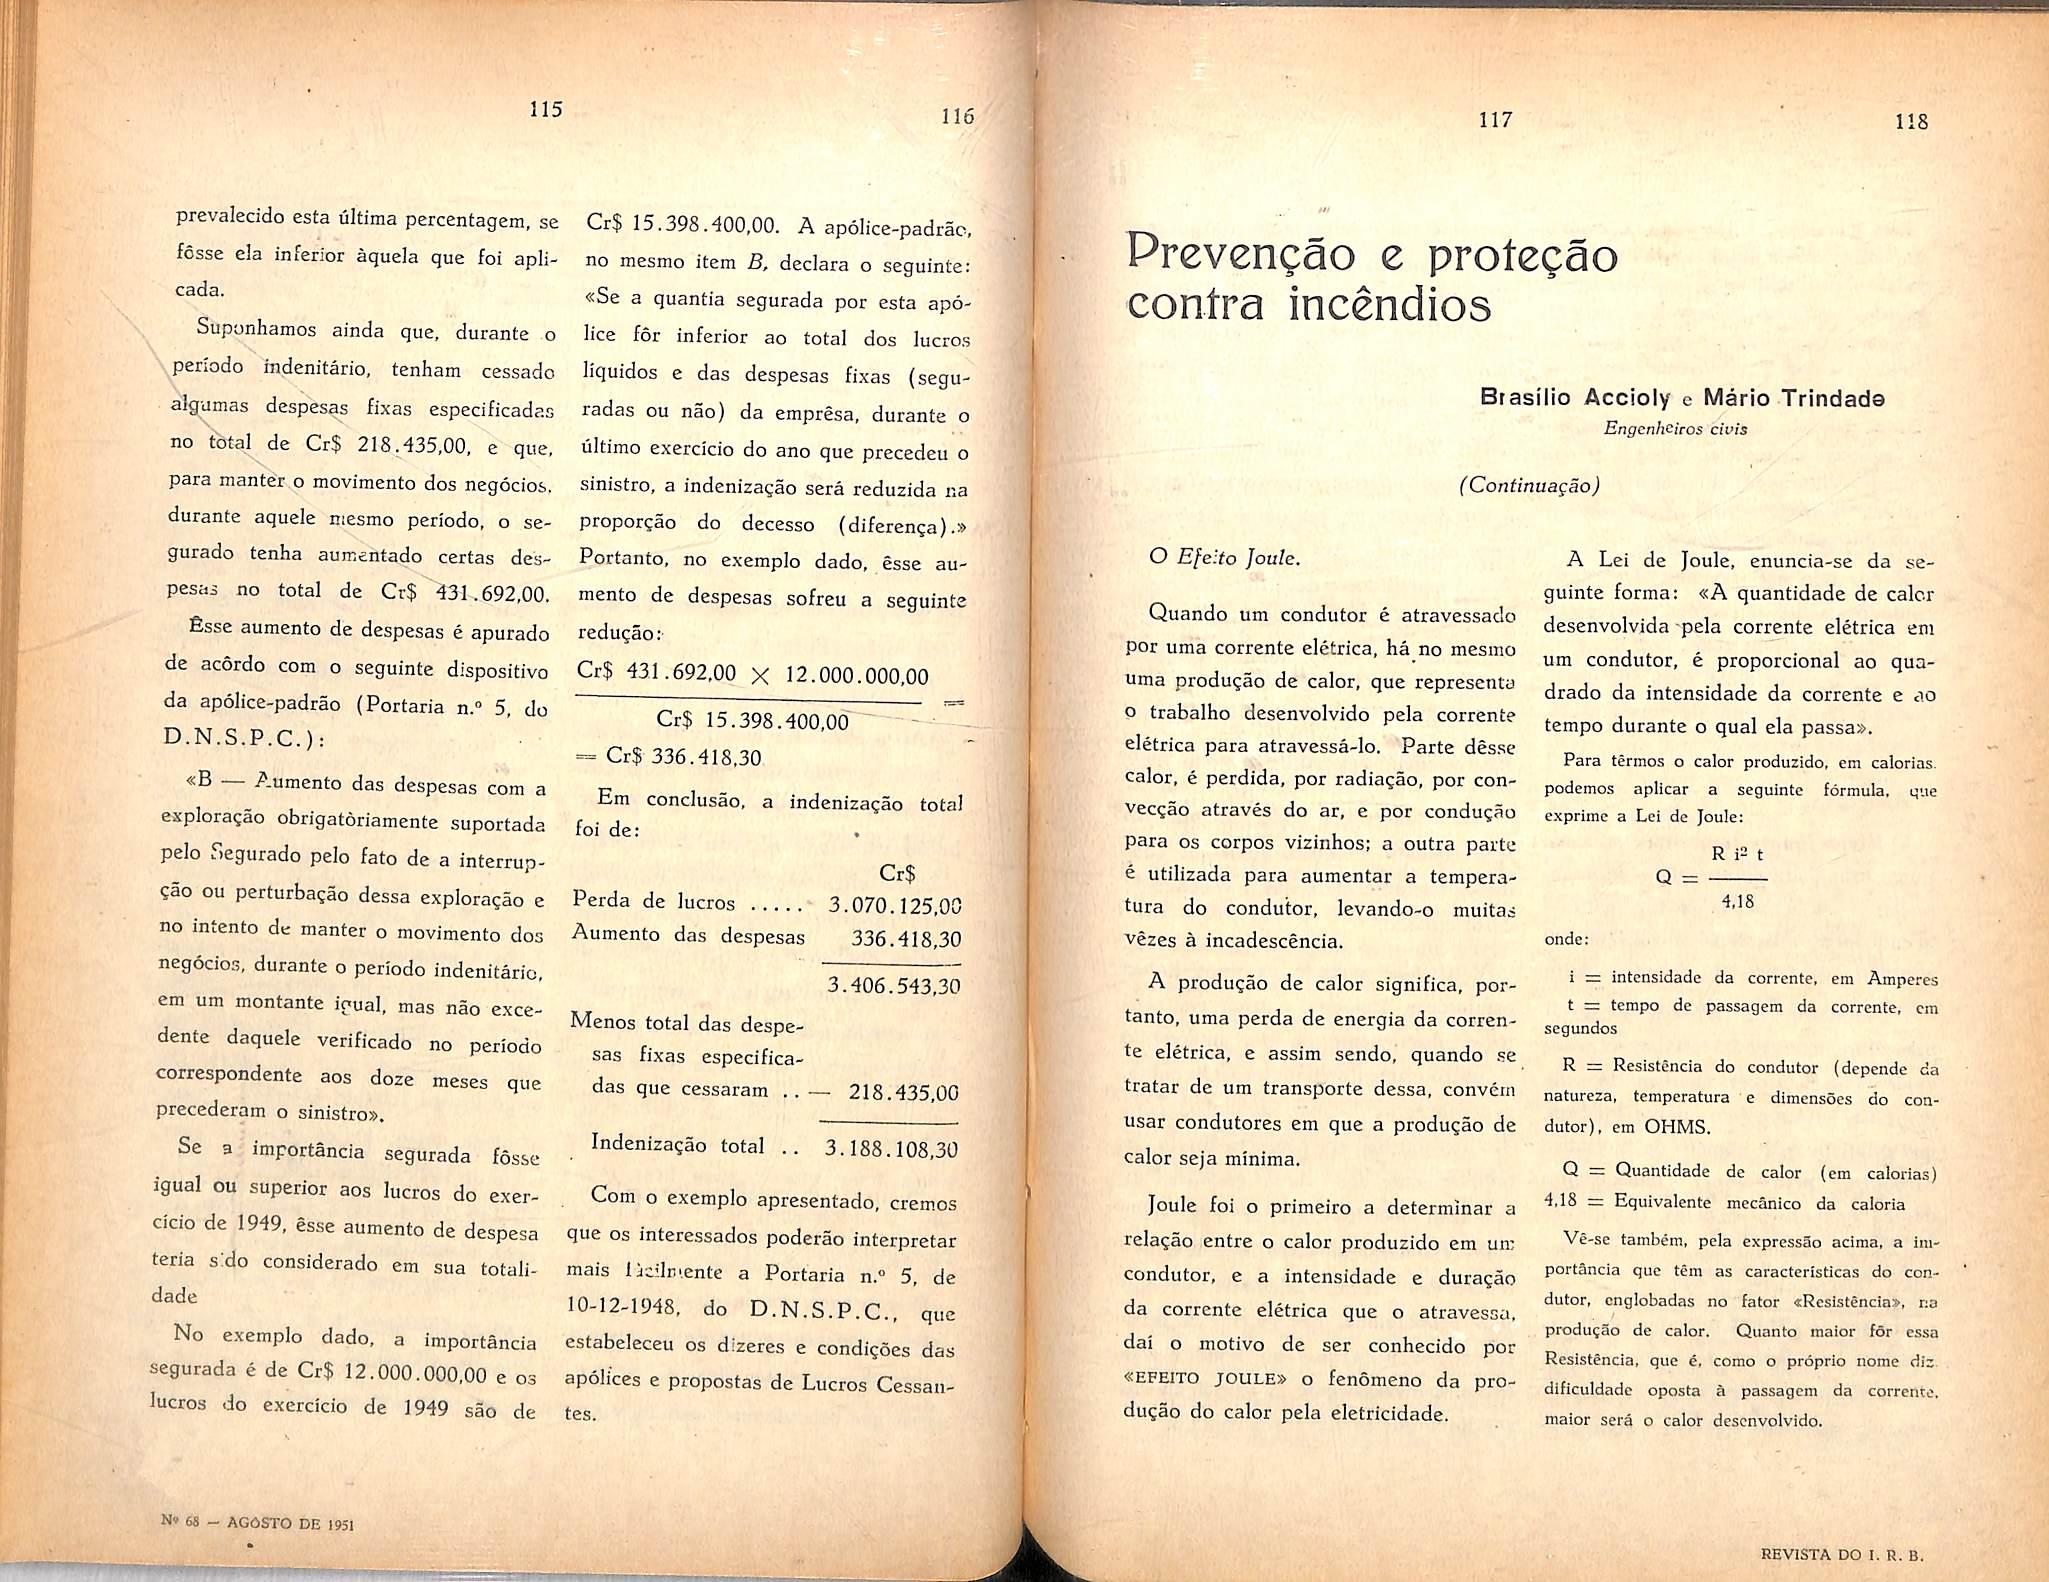 115
116
prevalecido esta última percentagem, se
fôsse ela inferior àquela que foi apli-
cada.
Suponhamos ainda que, durante o
período indenitário, tenham cessado
algumas despesas fixas especificadas
no total de Cr$ 218.435,00, e que,
para manter o movimento dos negócios,
durante aquele mesmo período, o se-
gurado tenha aumentado certas des-
pesas no total de Cr$ 431.692,00.
Êsse aumento de despesas é apurado
de acôrdo com o seguinte dispositivo
da apólice-padrão (Portaria n.º 5, do
D.N.S.P.C.):
«B — Aumento das despesas com a
exploração obrigatòriamente suportada
pelo Segurado pelo fato de a interrup-
ção ou perturbação dessa exploração e
no intento de manter o movimento dos
negócios, durante o período indenitário,
em um montante igual, mas não exce-
dente daquele verificado no período
correspondente aos doze meses que
precederam o sinistro».
Se a importância segurada fôsse
igual ou superior aos lucros do exer-
cício de 1949, êsse aumento de despesa
teria sido considerado em sua totali-
dade
No exemplo dado, a importância
segurada é de Cr$ 12.000.000,00 e os
lucros do exercício de 1949 são de
Cr$ 15.398.400,00. A apólice-padrão,
no mesmo item B, declara o seguinte:
«Se a quantia segurada por esta apó-
lice fôr inferior ao total dos lucros
líquidos e das despesas fixas (segu-
radas ou não) da emprêsa, durante o
último exercício do ano que precedeu o
sinistro, a indenização será reduzida na
proporção do decesso (diferença).»
Portanto, no exemplo dado, êsse au-
mento de despesas sofreu a seguinte
redução:
Cr$ 431.692,00 X 12.000.000,00
=
Cr$ 15.398.400,00
= Cr$ 336.418,30
Em conclusão, a indenização total
foi de:
Cr$
Perda de lucros ..... 3.070.125,00
Aumento das despesas 336.418,30
3.406.543,30
Menos total das despe-
sas fixas especifica-
das que cessaram .. — 218.435,00
Indenização total .. 3.188.108,30
Com o exemplo apresentado, cremos
que os interessados poderão interpretar
mais fàcilmente a Portaria n.º 5, de
10-12-1948, do D.N.S.P.C., que
estabeleceu os dizeres e condições das
apólices e propostas de Lucros Cessan-
tes.
Nº 68 — AGÔSTO DE 1951
117
118
Prevenção e proteção
contra incêndios
Brasílio Accioly e Mário Trindade
Engenheiros civis
(Continuação)
O Efeito Joule.
Quando um condutor é atravessado
por uma corrente elétrica, há no mesmo
uma produção de calor, que representa
o trabalho desenvolvido pela corrente
elétrica para atravessá-lo. Parte dêsse
calor, é perdida, por radiação, por con-
vecção através do ar, e por condução
para os corpos vizinhos; a outra parte
é utilizada para aumentar a tempera-
tura do condutor, levando-o muitas
vêzes à incadescência.
A produção de calor significa, por-
tanto, uma perda de energia da corren-
te elétrica, e assim sendo, quando se
tratar de um transporte dessa, convém
usar condutores em que a produção de
calor seja mínima.
Joule foi o primeiro a determinar a
relação entre o calor produzido em um
condutor, e a intensidade e duração
da corrente elétrica que o atravessa,
daí o motivo de ser conhecido por
«EFEITO JOULE» o fenômeno da pro-
dução do calor pela eletricidade.
A Lei de Joule, enuncia-se da se-
guinte forma: «A quantidade de calor
desenvolvida pela corrente elétrica em
um condutor, é proporcional ao qua-
drado da intensidade da corrente e ao
tempo durante o qual ela passa».
Para têrmos o calor produzido, em calorias.
podemos aplicar a seguinte fórmula, que
exprime a Lei de Joule:
R i² t
Q =
4,18
onde:
i = intensidade da corrente, em Amperes
t = tempo de passagem da corrente, em
segundos
R = Resistência do condutor (depende da
natureza, temperatura e dimensões do con-
dutor), em OHMS.
Q = Quantidade de calor (em calorias)
4,18 = Equivalente mecânico da caloria
Vê-se também, pela expressão acima, a im-
portância que têm as características do con-
dutor, englobadas no fator «Resistência», na
produção de calor. Quanto maior fôr essa
Resistência, que é, como o próprio nome diz
dificuldade oposta à passagem da corrente,
maior será o calor desenvolvido.
REVISTA DO I. R. B.